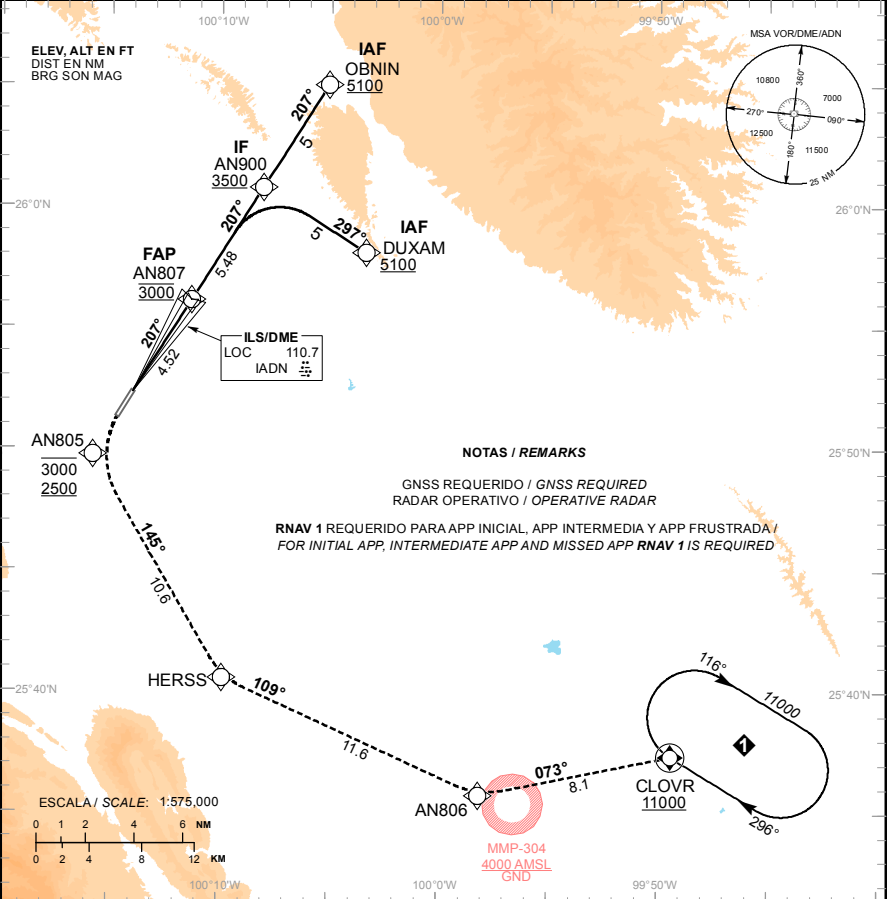 100°10'W
100°0'W
99°50'W
ELEV, ALT EN FT
DIST EN NM
BRG SON MAG
MSA VOR/DME/ADN
360°
10800
7000
270°
090°
12500
180°
11500
25 NM
IAF
OBNIN
5100
207°
5
IF
AN900
3500
26°0'N
26°0'N
207°
297°
5
IAF
DUXAM
5100
5.48
FAP
AN807
3000
207°
4.52
ILS/DME
LOC 110.7
IADN
AN805
3000
2500
25°50'N
NOTAS / REMARKS
GNSS REQUERIDO / GNSS REQUIRED
RADAR OPERATIVO / OPERATIVE RADAR
RNAV 1 REQUERIDO PARA APP INICIAL, APP INTERMEDIA Y APP FRUSTRADA /
FOR INITIAL APP, INTERMEDIATE APP AND MISSED APP RNAV 1 IS REQUIRED
145°
10.6
HERSS
109°
11.6
25°40'N
25°40'N
116°
11000
1
296°
CLOVR
11000
073°
8.1
AN806
MMP-304
4000 AMSL
GND
ESCALA / SCALE: 1:575,000
0 1 2 4 6 NM
0 2 4 8 12 KM
100°10'W
100°0'W
99°50'W